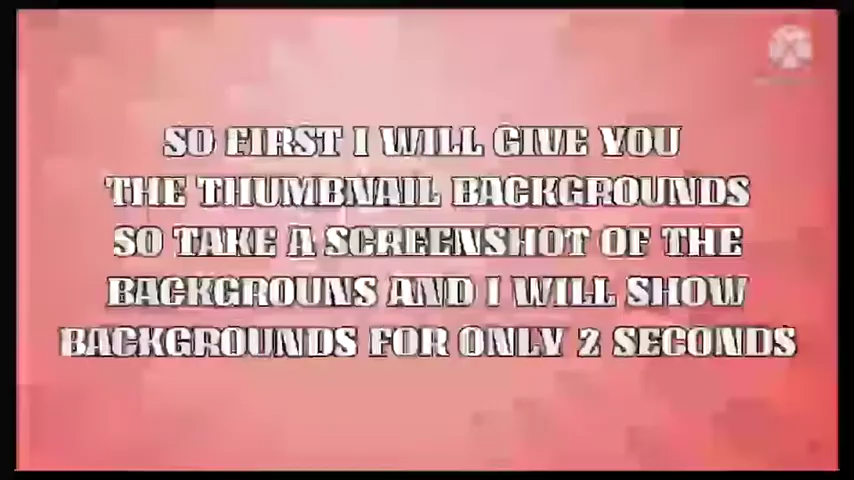 SO FIRST I WILL GIVE YOU
THE THUMBNAIL BACKGROUNDS
SO TAKE A SCREENSHOT OF THE
BACKGROUNS AND I WILL SHOW
BACKGROUNDS FOR ONLY 2 SECONDS